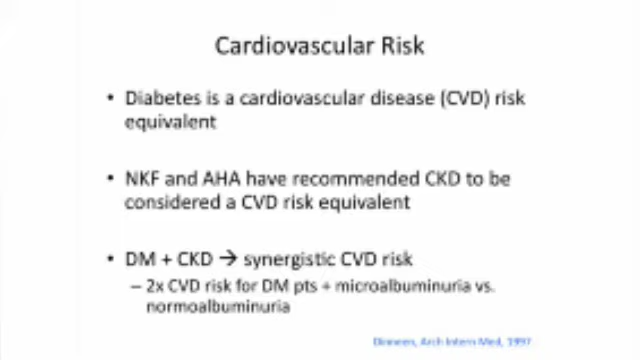 Cardiovascular Risk
• Diabetes is a cardiovascular disease (CVD) risk
equivalent
• NKF and AHA have recommended CKD to be
considered a CVD risk equivalent
• DM + CKD → synergistic CVD risk
– 2x CVD risk for DM pts + microalbuminuria vs.
normoalbuminuria
Dinneen, Arch Intern Med, 1997